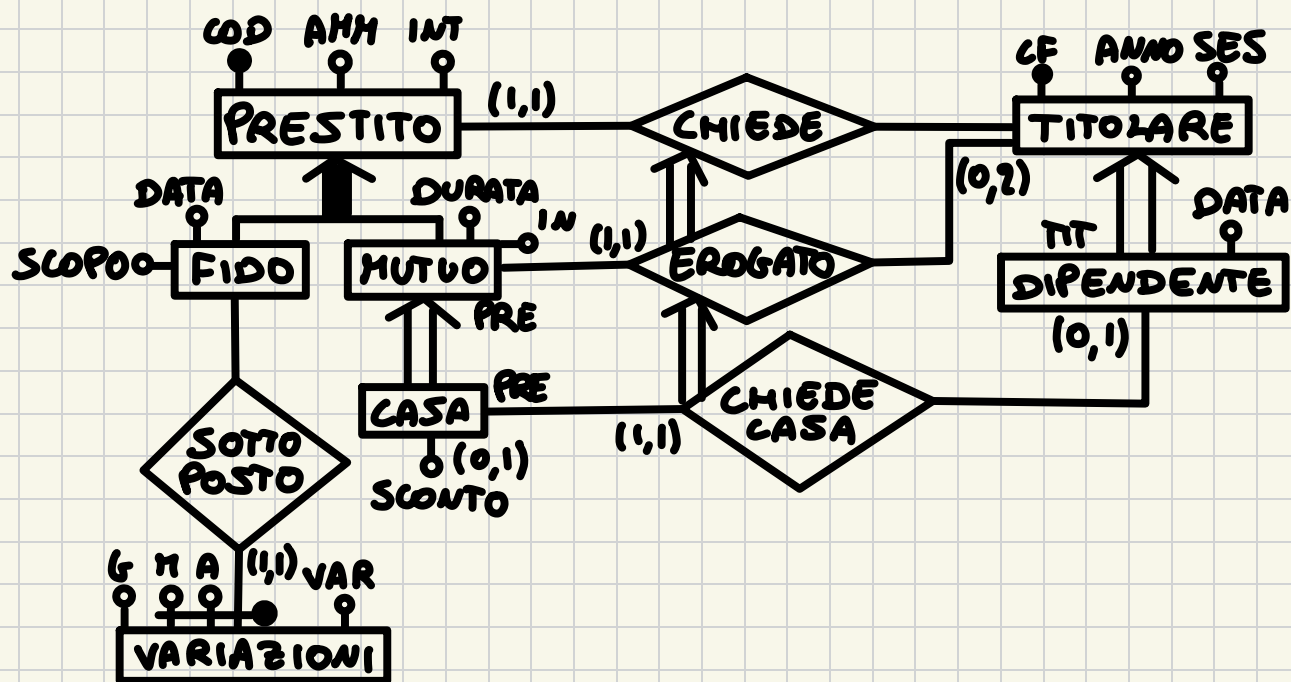 COD AMM INT
CF ANNO SES
PRESTITO (1,1) CHIEDE TITOLARE
(0,2)
DATA DURATA IN DATA
SCOPO FIDO MUTUO (1,1) EROGATO DIPENDENTE
PRE
(0,1)
CASA PRE (1,1) CHIEDE
CASA
SOTTO
POSTO
(0,1)
SCONTO
G M A (1,1) VAR
VARIAZIONI